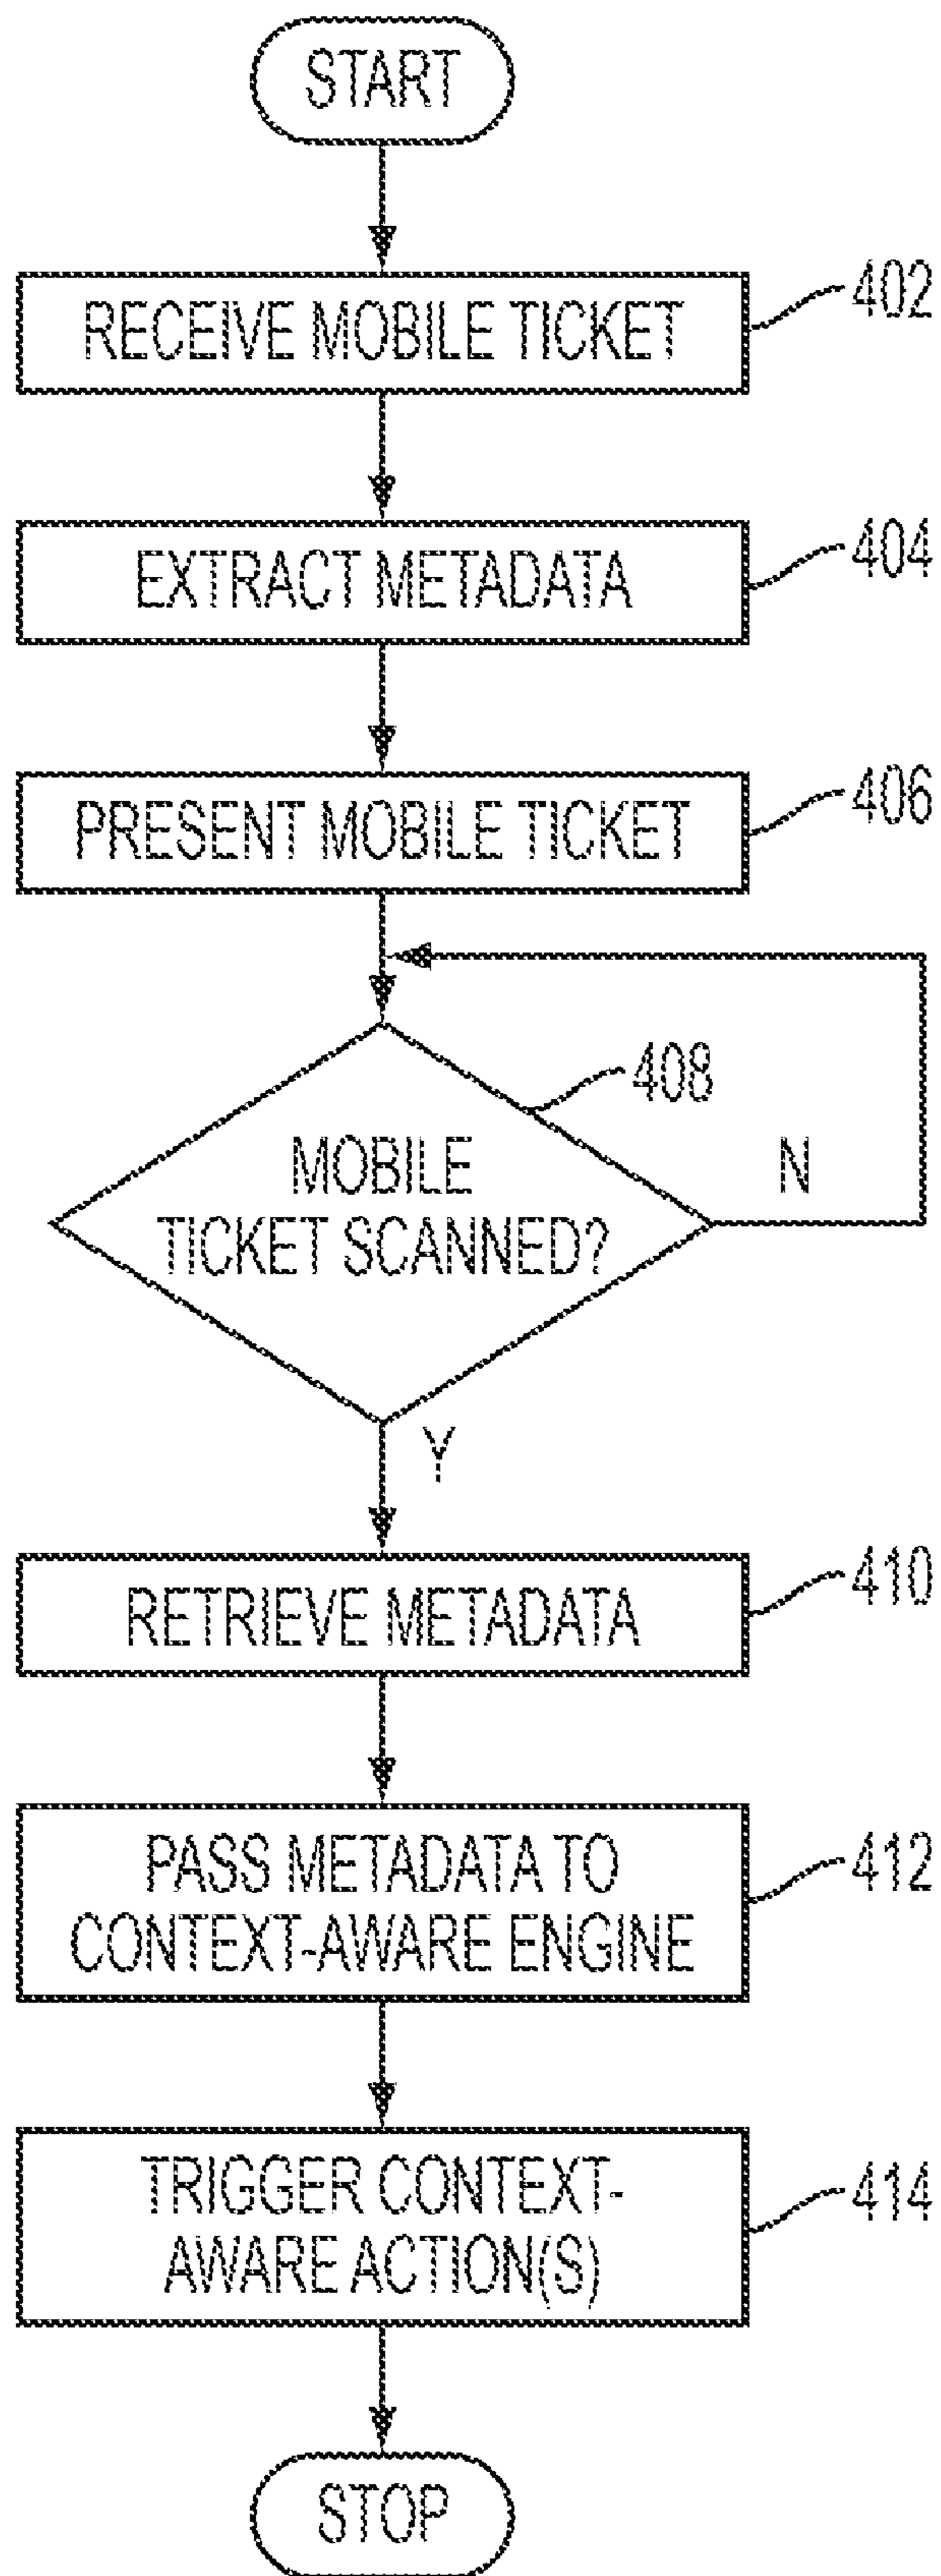 START
RECEIVE MOBILE TICKET
402
EXTRACT METADATA
404
PRESENT MOBILE TICKET
406
408
MOBILE
TICKET SCANNED?
N
Y
RETRIEVE METADATA
410
PASS METADATA TO
CONTEXT-AWARE ENGINE
412
TRIGGER CONTEXT-
AWARE ACTION(S)
414
STOP